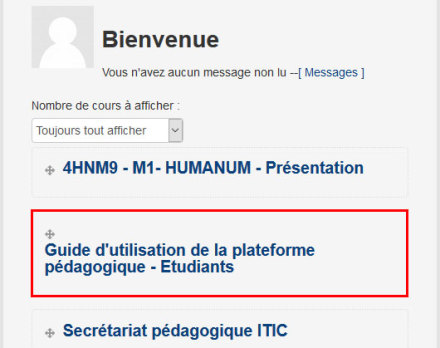 Bienvenue
Vous n'avez aucun message non lu --[ Messages ]
Nombre de cours à afficher :
Toujours tout afficher
4HNM9 - M1- HUMANUM - Présentation
Guide d'utilisation de la plateforme
pédagogique - Etudiants
Secrétariat pédagogique ITIC